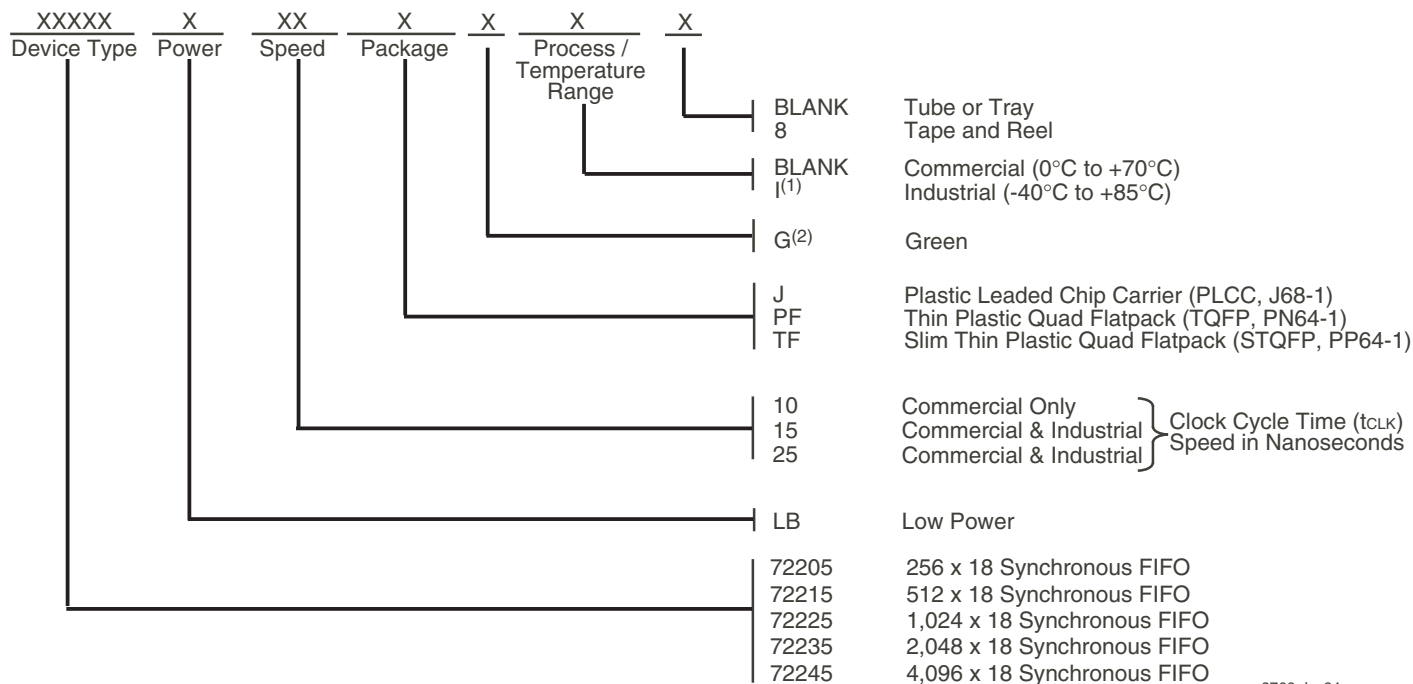 XXXXX X XX X X X X
Device Type Power Speed Package Process /
Temperature
Range
BLANK Tube or Tray
8 Tape and Reel
BLANK Commercial (0°C to +70°C)
I(1) Industrial (-40°C to +85°C)
G(2) Green
J Plastic Leaded Chip Carrier (PLCC, J68-1)
PF Thin Plastic Quad Flatpack (TQFP, PN64-1)
TF Slim Thin Plastic Quad Flatpack (STQFP, PP64-1)
10 Commercial Only
15 Commercial & Industrial
25 Commercial & Industrial
Clock Cycle Time (tCLK)
Speed in Nanoseconds
LB Low Power
72205 256 x 18 Synchronous FIFO
72215 512 x 18 Synchronous FIFO
72225 1,024 x 18 Synchronous FIFO
72235 2,048 x 18 Synchronous FIFO
72245 4,096 x 18 Synchronous FIFO